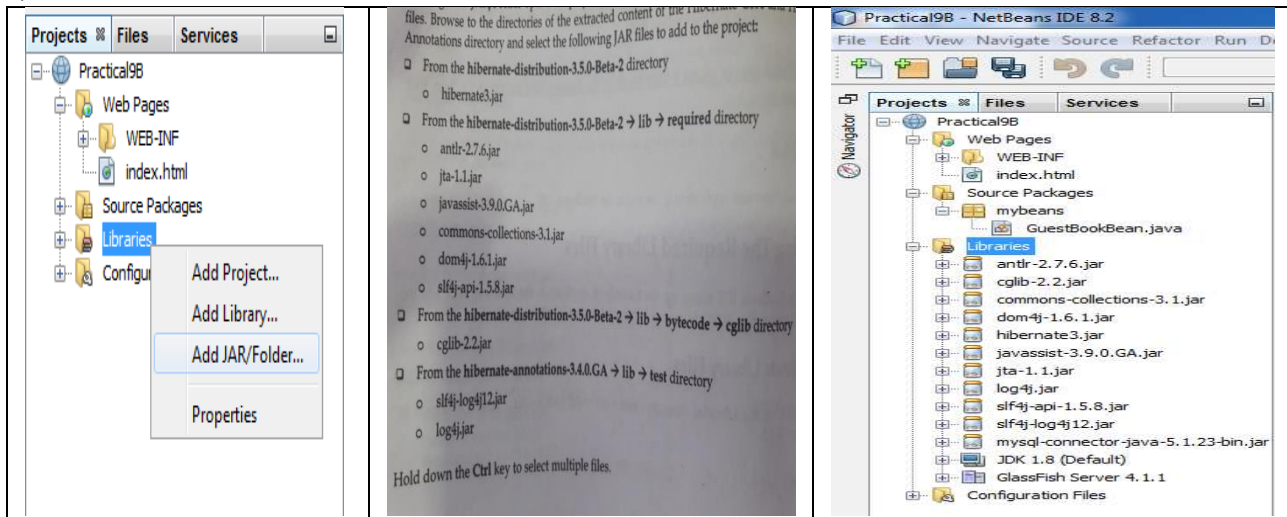 Projects Files Services
Practical9B
Web Pages
WEB-INF
index.html
Source Packages
Libraries
Configur
Add Project...
Add Library...
Add JAR/Folder...
Properties
files. Browse to the directories of the extracted content of the Hibernate Core and
Annotations directory and select the following JAR files to add to the project:
From the hibernate-distribution-3.5.0-Beta-2 directory
hibernate3.jar
From the hibernate-distribution-3.5.0-Beta-2 → lib → required directory
antlr-2.7.6.jar
jta-1.1.jar
javassist-3.9.0.GA.jar
commons-collections-3.1.jar
dom4j-1.6.1.jar
slf4j-api-1.5.8.jar
From the hibernate-distribution-3.5.0-Beta-2 → lib → bytecode → cglib directory
cglib-2.2.jar
From the hibernate-annotations-3.4.0.GA → lib → test directory
slf4j-log4j12.jar
log4j.jar
Hold down the Ctrl key to select multiple files.
Practical9B - NetBeans IDE 8.2
File Edit View Navigate Source Refactor Run
Projects Files Services
Navigator
Practical9B
Web Pages
WEB-INF
index.html
Source Packages
mybeans
GuestBookBean.java
Libraries
antlr-2.7.6.jar
cglib-2.2.jar
commons-collections-3.1.jar
dom4j-1.6.1.jar
hibernate3.jar
javassist-3.9.0.GA.jar
jta-1.1.jar
log4j.jar
slf4j-api-1.5.8.jar
slf4j-log4j12.jar
mysql-connector-java-5.1.23-bin.jar
JDK 1.8 (Default)
GlassFish Server 4.1.1
Configuration Files